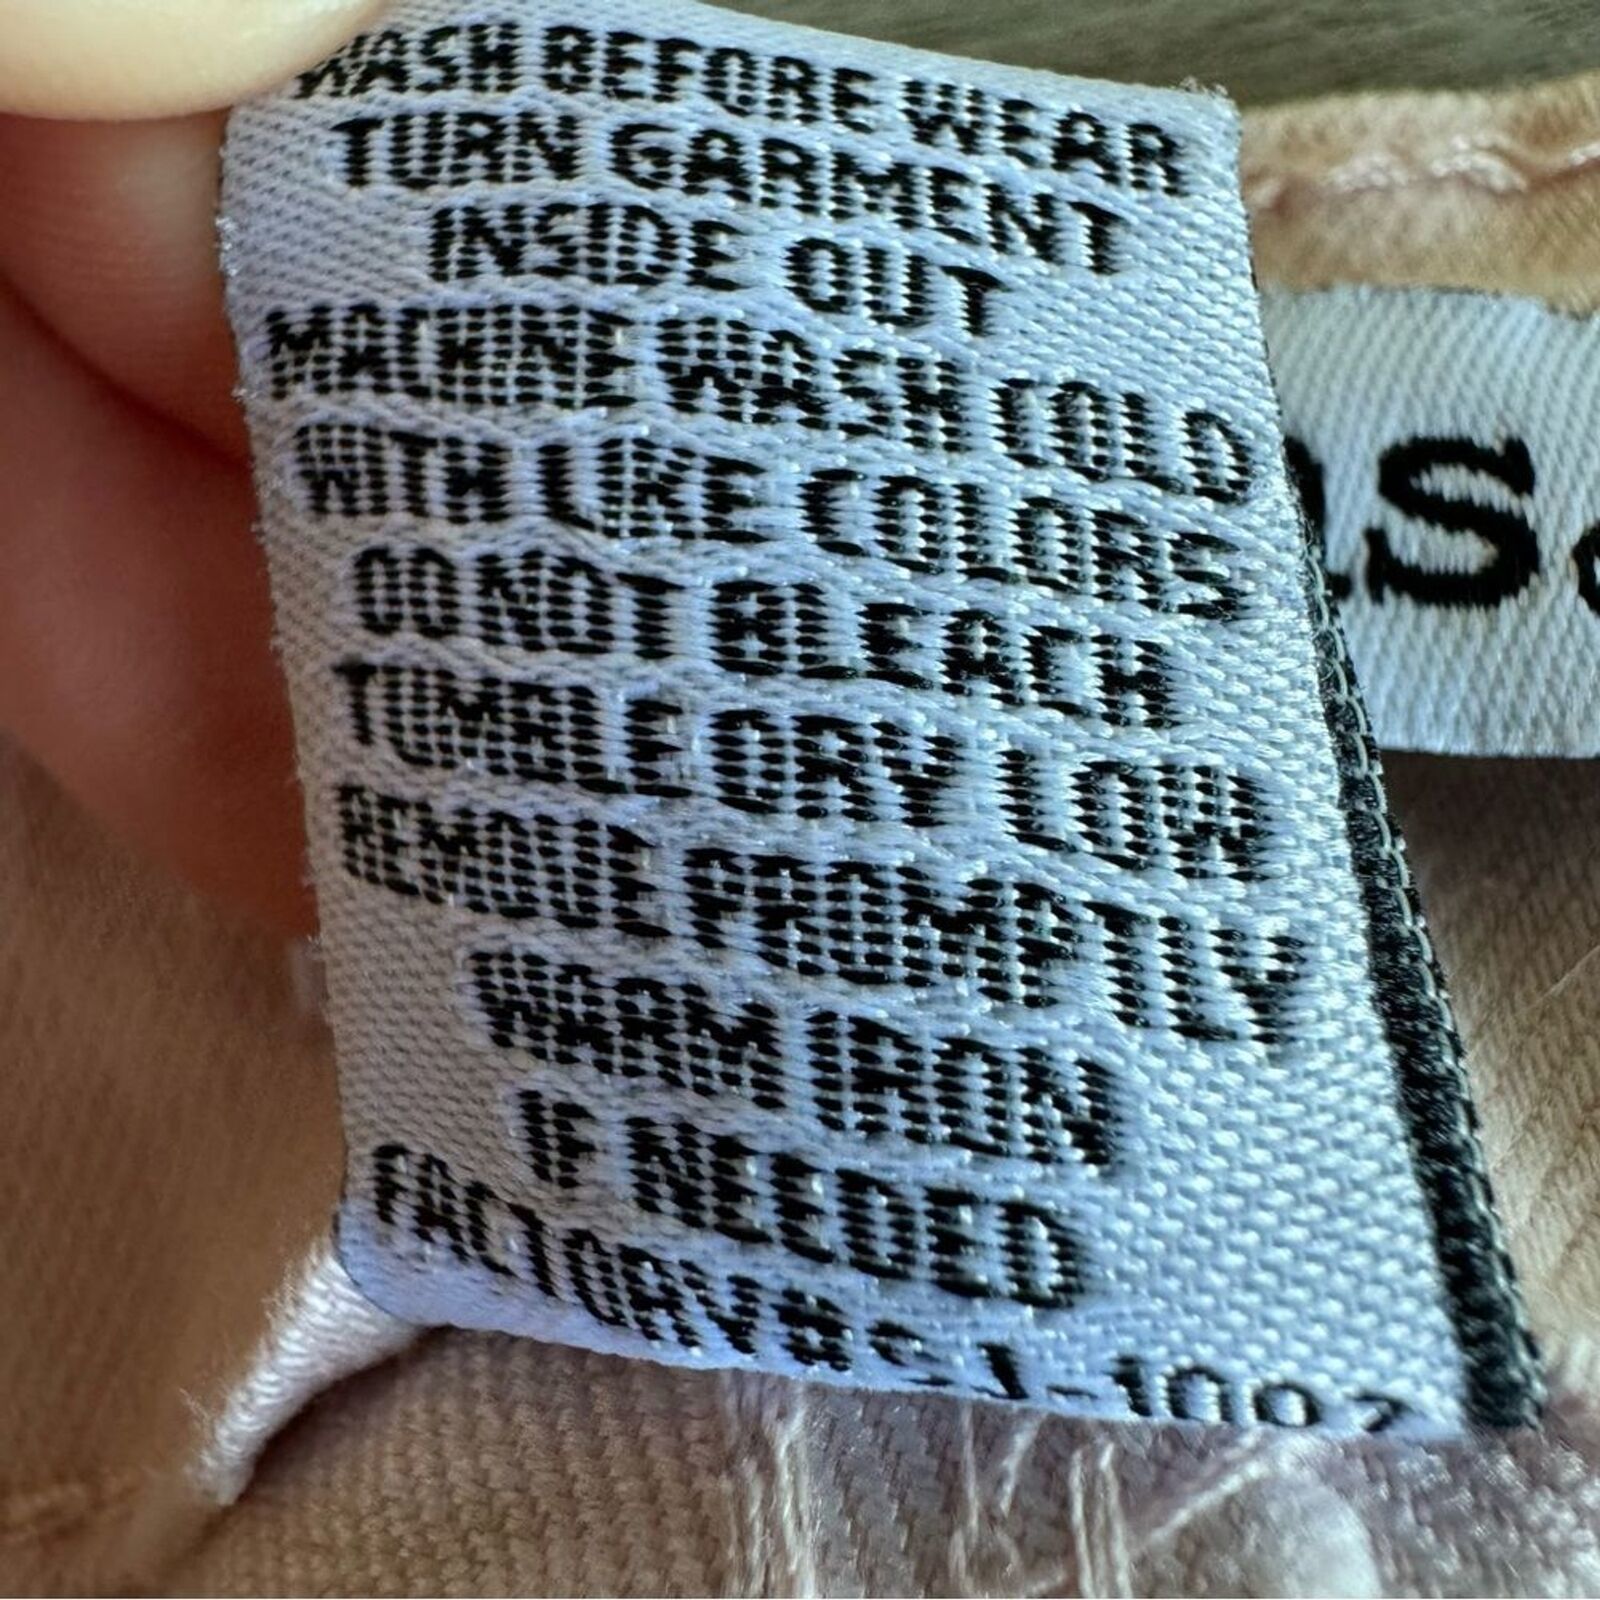 WASH BEFORE WEAR
TURN GARMENT
INSIDE OUT
MACHINE WASH COLD
WITH LIKE COLORS
DO NOT BLEACH
TUMBLE DRY LOW
REMOVE PROMPTLY
WARM IRON
IF NEEDED
FACTORY